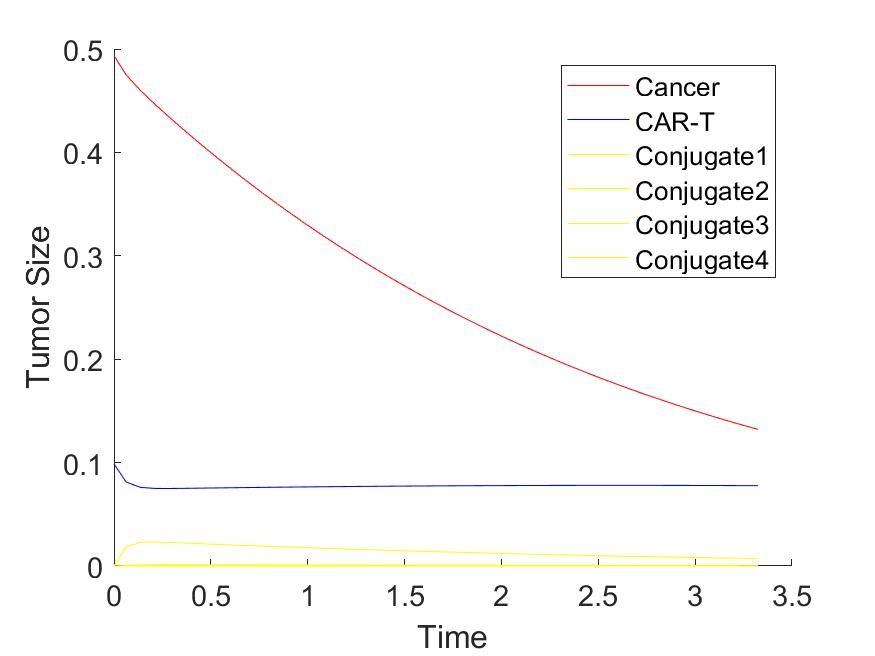 0.5
0.4
0.3
0.2
0.1
0
Tumor Size
Cancer
CAR-T
Conjugate1
Conjugate2
Conjugate3
Conjugate4
0 0.5 1 1.5 2 2.5 3 3.5
Time